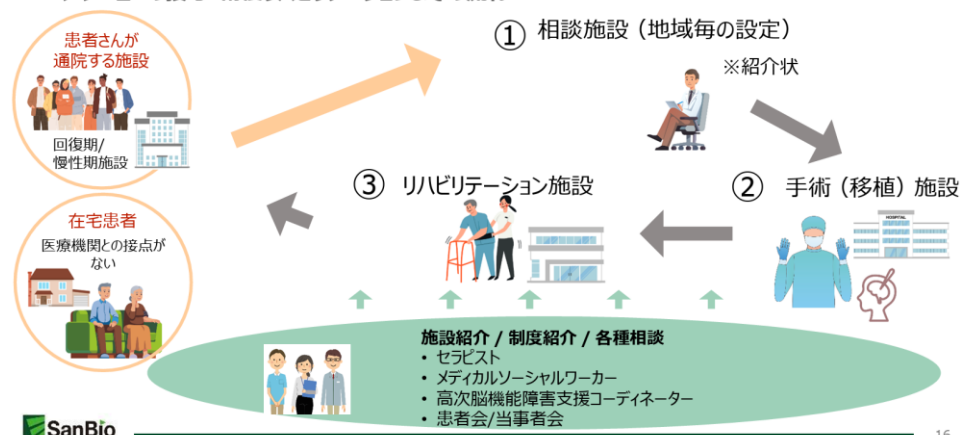 患者さんが
通院する施設
回復期/
慢性期施設
在宅患者
医療機関との接点が
ない
① 相談施設（地域毎の設定）
※紹介状
② 手術（移植）施設
HOSPITAL
③ リハビリテーション施設
施設紹介 / 制度紹介 / 各種相談
• セラピスト
• メディカルソーシャルワーカー
• 高次脳機能障害支援コーディネーター
• 患者会/当事者会
SanBio
16